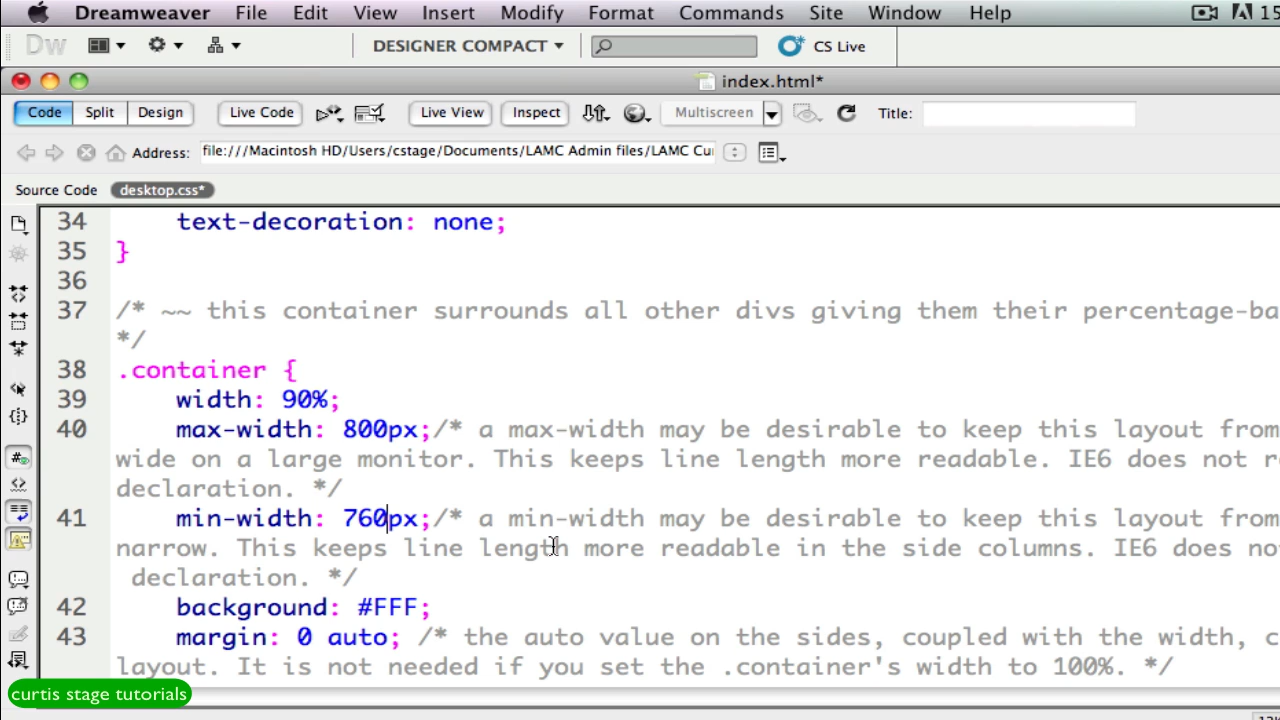 Dreamweaver File Edit View Insert Modify Format Commands Site Window Help 15
Dw DESIGNER COMPACT CS Live
index.html*
Code Split Design Live Code Live View Inspect Multiscreen Title:
Address: file:///Macintosh HD/Users/cstage/Documents/LAMC Admin files/LAMC Cu
Source Code desktop.css*
34 text-decoration: none;
35 }
36
37 /* ~~ this container surrounds all other divs giving them their percentage-ba
*/
38 .container {
39 width: 90%;
40 max-width: 800px;/* a max-width may be desirable to keep this layout from
wide on a large monitor. This keeps line length more readable. IE6 does not r
declaration. */
41 min-width: 760px;/* a min-width may be desirable to keep this layout from
narrow. This keeps line length more readable in the side columns. IE6 does no
declaration. */
42 background: #FFF;
43 margin: 0 auto; /* the auto value on the sides, coupled with the width, c
layout. It is not needed if you set the .container's width to 100%. */
curtis stage tutorials